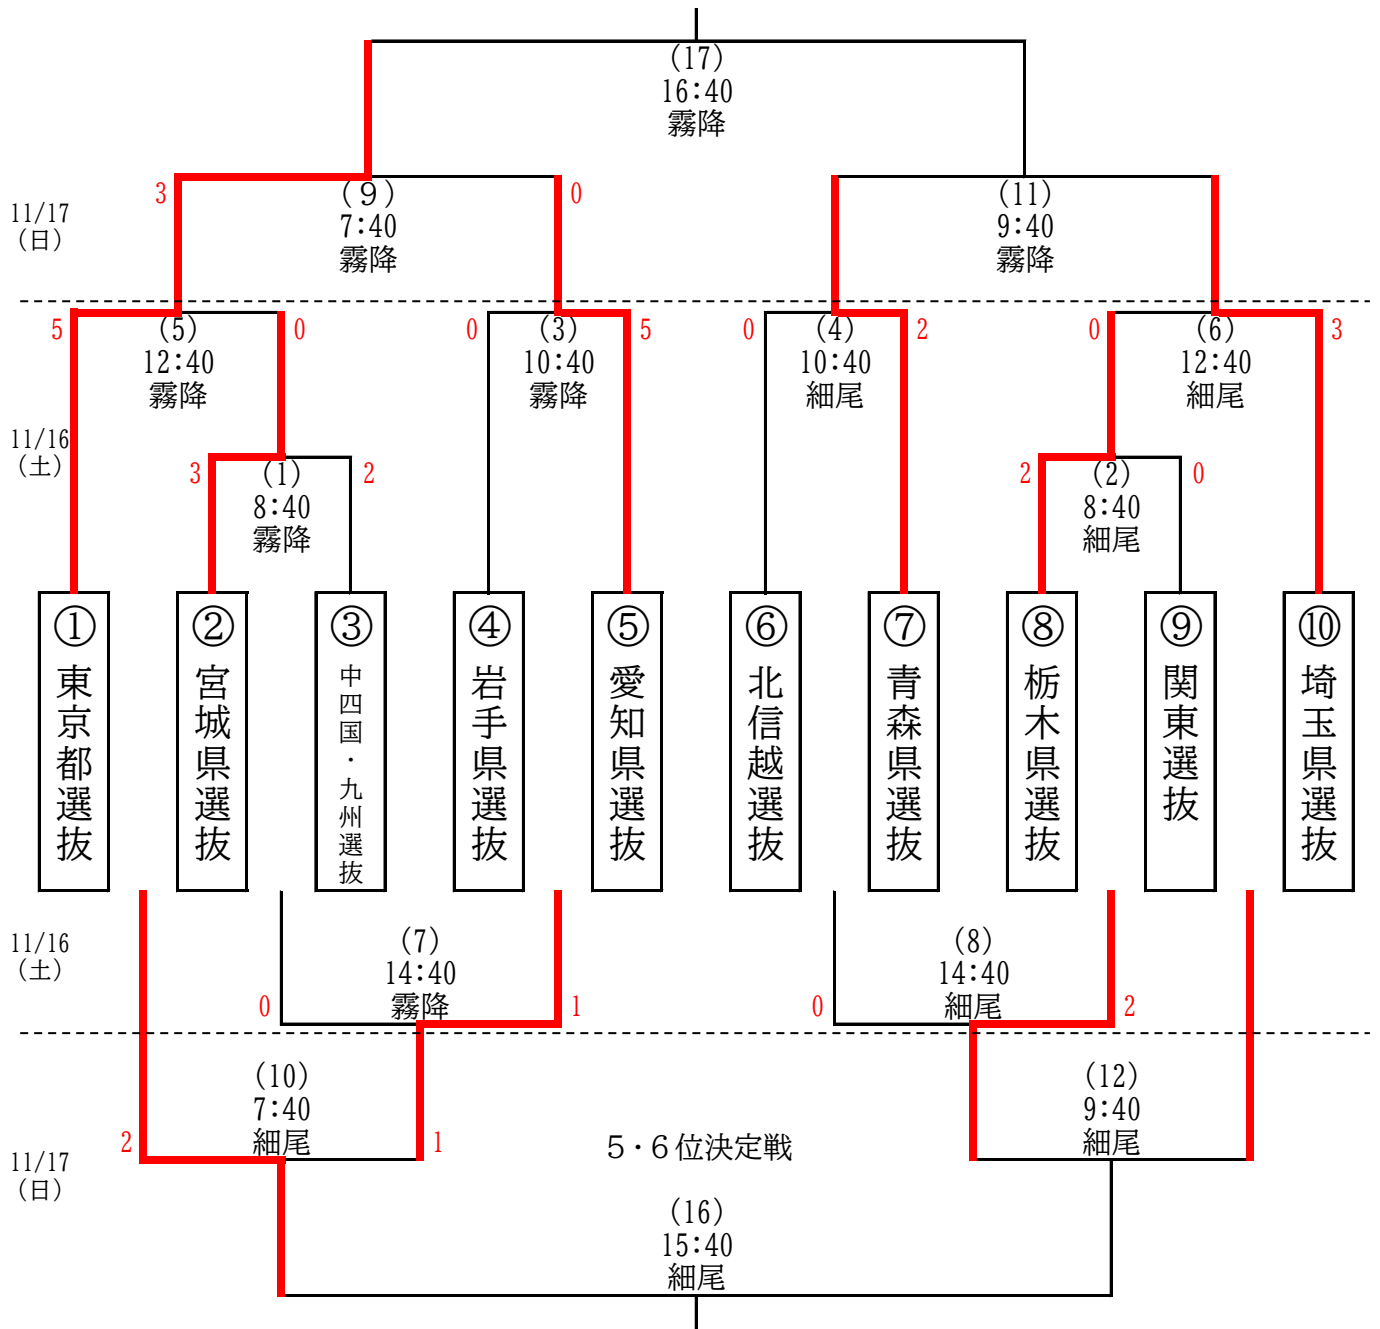 (17)
16:40
霧降
11/17
(日)
3
(９)
7:40
霧降
0
(11)
9:40
霧降
5
(5)
12:40
霧降
0
0
(3)
10:40
霧降
5
0
(4)
10:40
細尾
2
0
(6)
12:40
細尾
3
11/16
(土)
3
(1)
8:40
霧降
2
2
(2)
8:40
細尾
0
①東京都選抜
②宮城県選抜
③中四国・九州選抜
④岩手県選抜
⑤愛知県選抜
⑥北信越選抜
⑦青森県選抜
⑧栃木県選抜
⑨関東選抜
⑩埼玉県選抜
11/16
(土)
0
(7)
14:40
霧降
1
0
(8)
14:40
細尾
2
11/17
(日)
2
(10)
7:40
細尾
1
5・6位決定戦
(12)
9:40
細尾
(16)
15:40
細尾